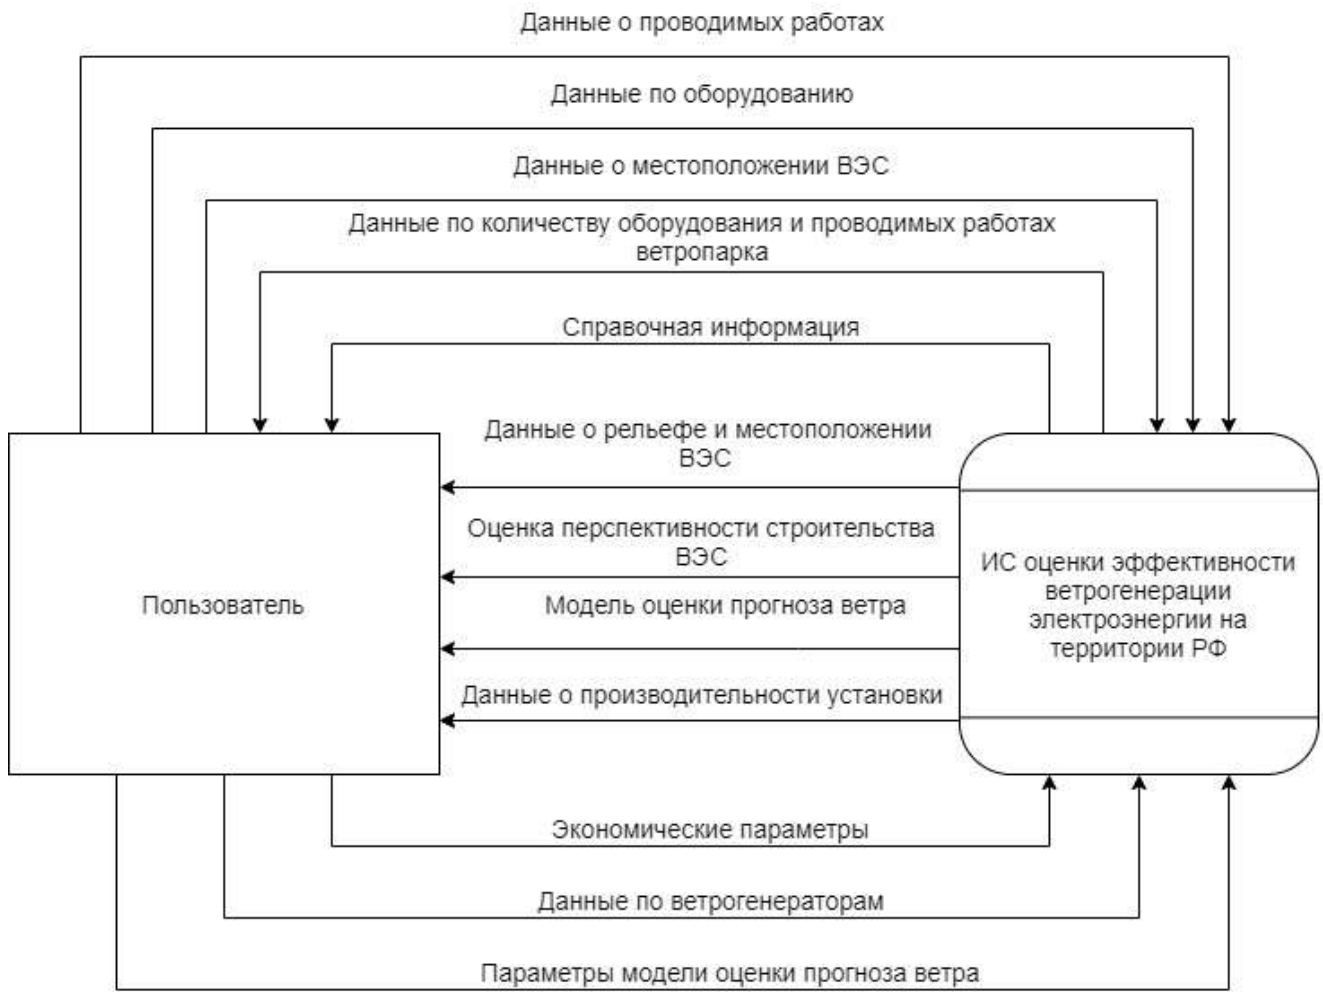 Данные о проводимых работах
Данные по оборудованию
Данные о местоположении ВЭС
Данные по количеству оборудования и проводимых работах
ветропарка
Справочная информация
Данные о рельефе и местоположении
ВЭС
Оценка перспективности строительства
ВЭС
Модель оценки прогноза ветра
Данные о производительности установки
Пользователь
ИС оценки эффективности
ветрогенерации
электроэнергии на
территории РФ
Экономические параметры
Данные по ветрогенераторам
Параметры модели оценки прогноза ветра